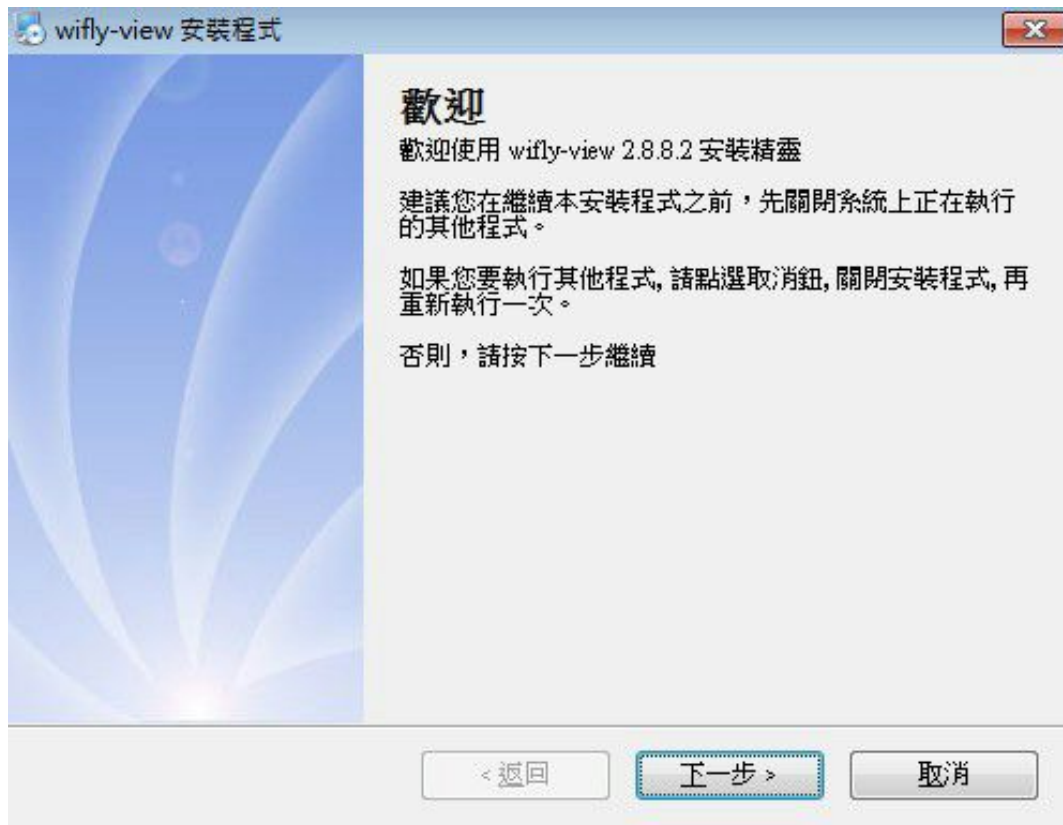 wifly-view 安裝程式
歡迎
歡迎使用 wifly-view 2.8.8.2 安裝精靈
建議您在繼續本安裝程式之前，先關閉系統上正在執行
的其他程式。
如果您要執行其他程式, 請點選取消鈕, 關閉安裝程式, 再
重新執行一次。
否則，請按下一步繼續
< 返回
下一步 >
取消